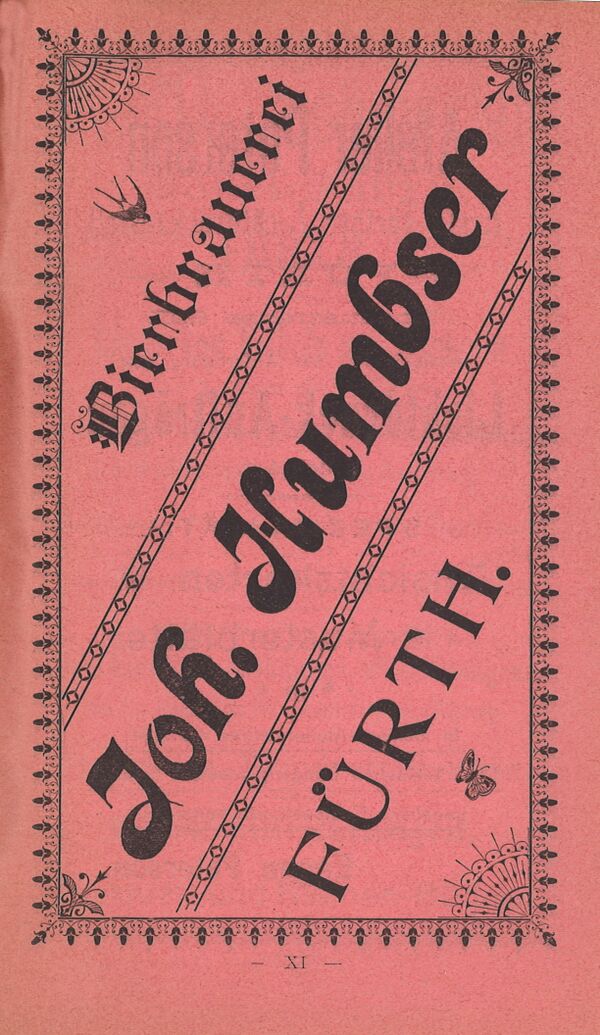 Bierbrauerei
Joh. Humbser
FÜRTH.
— XI —